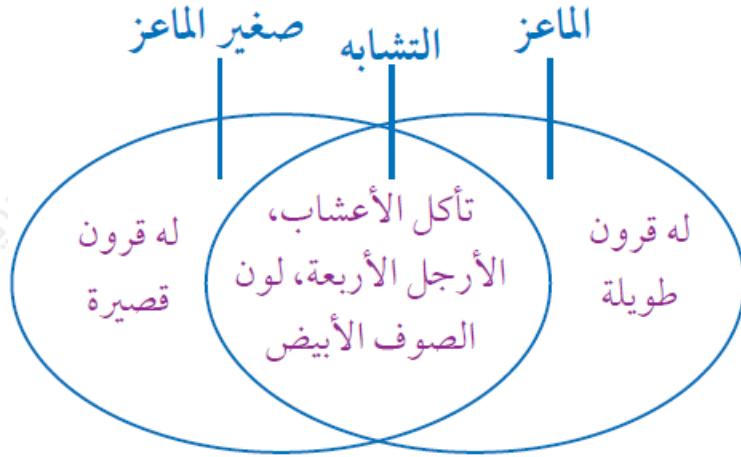 الماعز
التشابه
صغير الماعز
له قرون
طويلة
تأكل الأعشاب،
الأرجل الأربعة، لون
الصوف الأبيض
له قرون
قصيرة